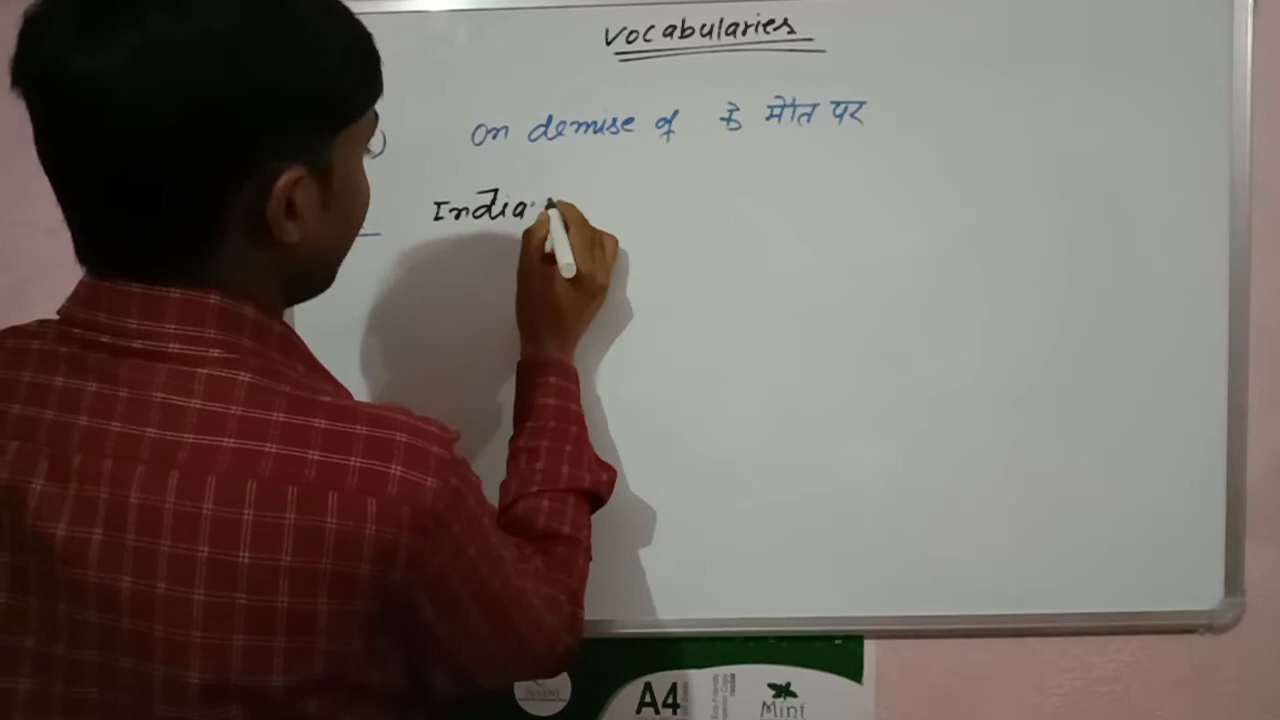 Vocabularies
on demise of के मौत पर
India
A4
Mint